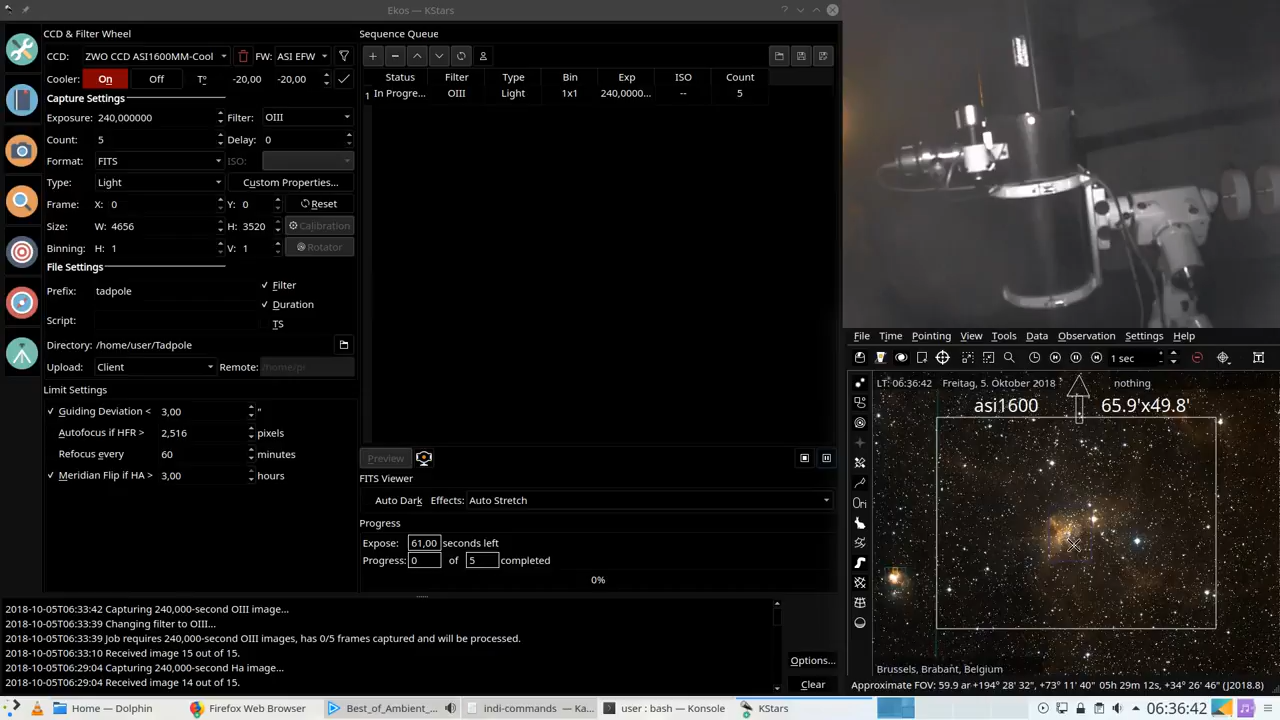 Ekos — KStars
CCD & Filter Wheel
CCD: ZWO CCD ASI1600MM-Cool FW: ASI EFW
Cooler: On Off T° -20,00 -20,00
Capture Settings
Exposure: 240,000000 Filter: OIII
Count: 5 Delay: 0
Format: FITS ISO:
Type: Light Custom Properties...
Frame: X: 0 Y: 0 Reset
Size: W: 4656 H: 3520 Calibration
Binning: H: 1 V: 1 Rotator
File Settings
Prefix: tadpole Filter
Duration
Script: TS
Directory: /home/user/Tadpole
Upload: Client Remote: /home/pi
Limit Settings
Guiding Deviation < 3,00 "
Autofocus if HFR > 2,516 pixels
Refocus every 60 minutes
Meridian Flip if HA > 3,00 hours
Sequence Queue
Status Filter Type Bin Exp ISO Count
1 In Progre... OIII Light 1x1 240,0000... -- 5
Preview
FITS Viewer
Auto Dark Effects: Auto Stretch
Progress
Expose: 61,00 seconds left
Progress: 0 of 5 completed
0%
2018-10-05T06:33:42 Capturing 240,000-second OIII image...
2018-10-05T06:33:39 Changing filter to OIII...
2018-10-05T06:33:39 Job requires 240,000-second OIII images, has 0/5 frames captured and will be processed.
2018-10-05T06:33:10 Received image 15 out of 15.
2018-10-05T06:29:04 Capturing 240,000-second Ha image...
2018-10-05T06:29:04 Received image 14 out of 15.
Options...
Clear
File Time Pointing View Tools Data Observation Settings Help
1 sec
LT: 06:36:42 Freitag, 5. Oktober 2018 nothing
asi1600 65.9'x49.8'
Ori
Brussels, Brabant, Belgium
Approximate FOV: 59.9 ar +194° 28' 32", +73° 11' 40" 05h 29m 12s, +34° 26' 46" (J2018.8)
Home — Dolphin Firefox Web Browser Best_of_Ambient_... indi-commands — Ka... user : bash — Konsole KStars 06:36:42